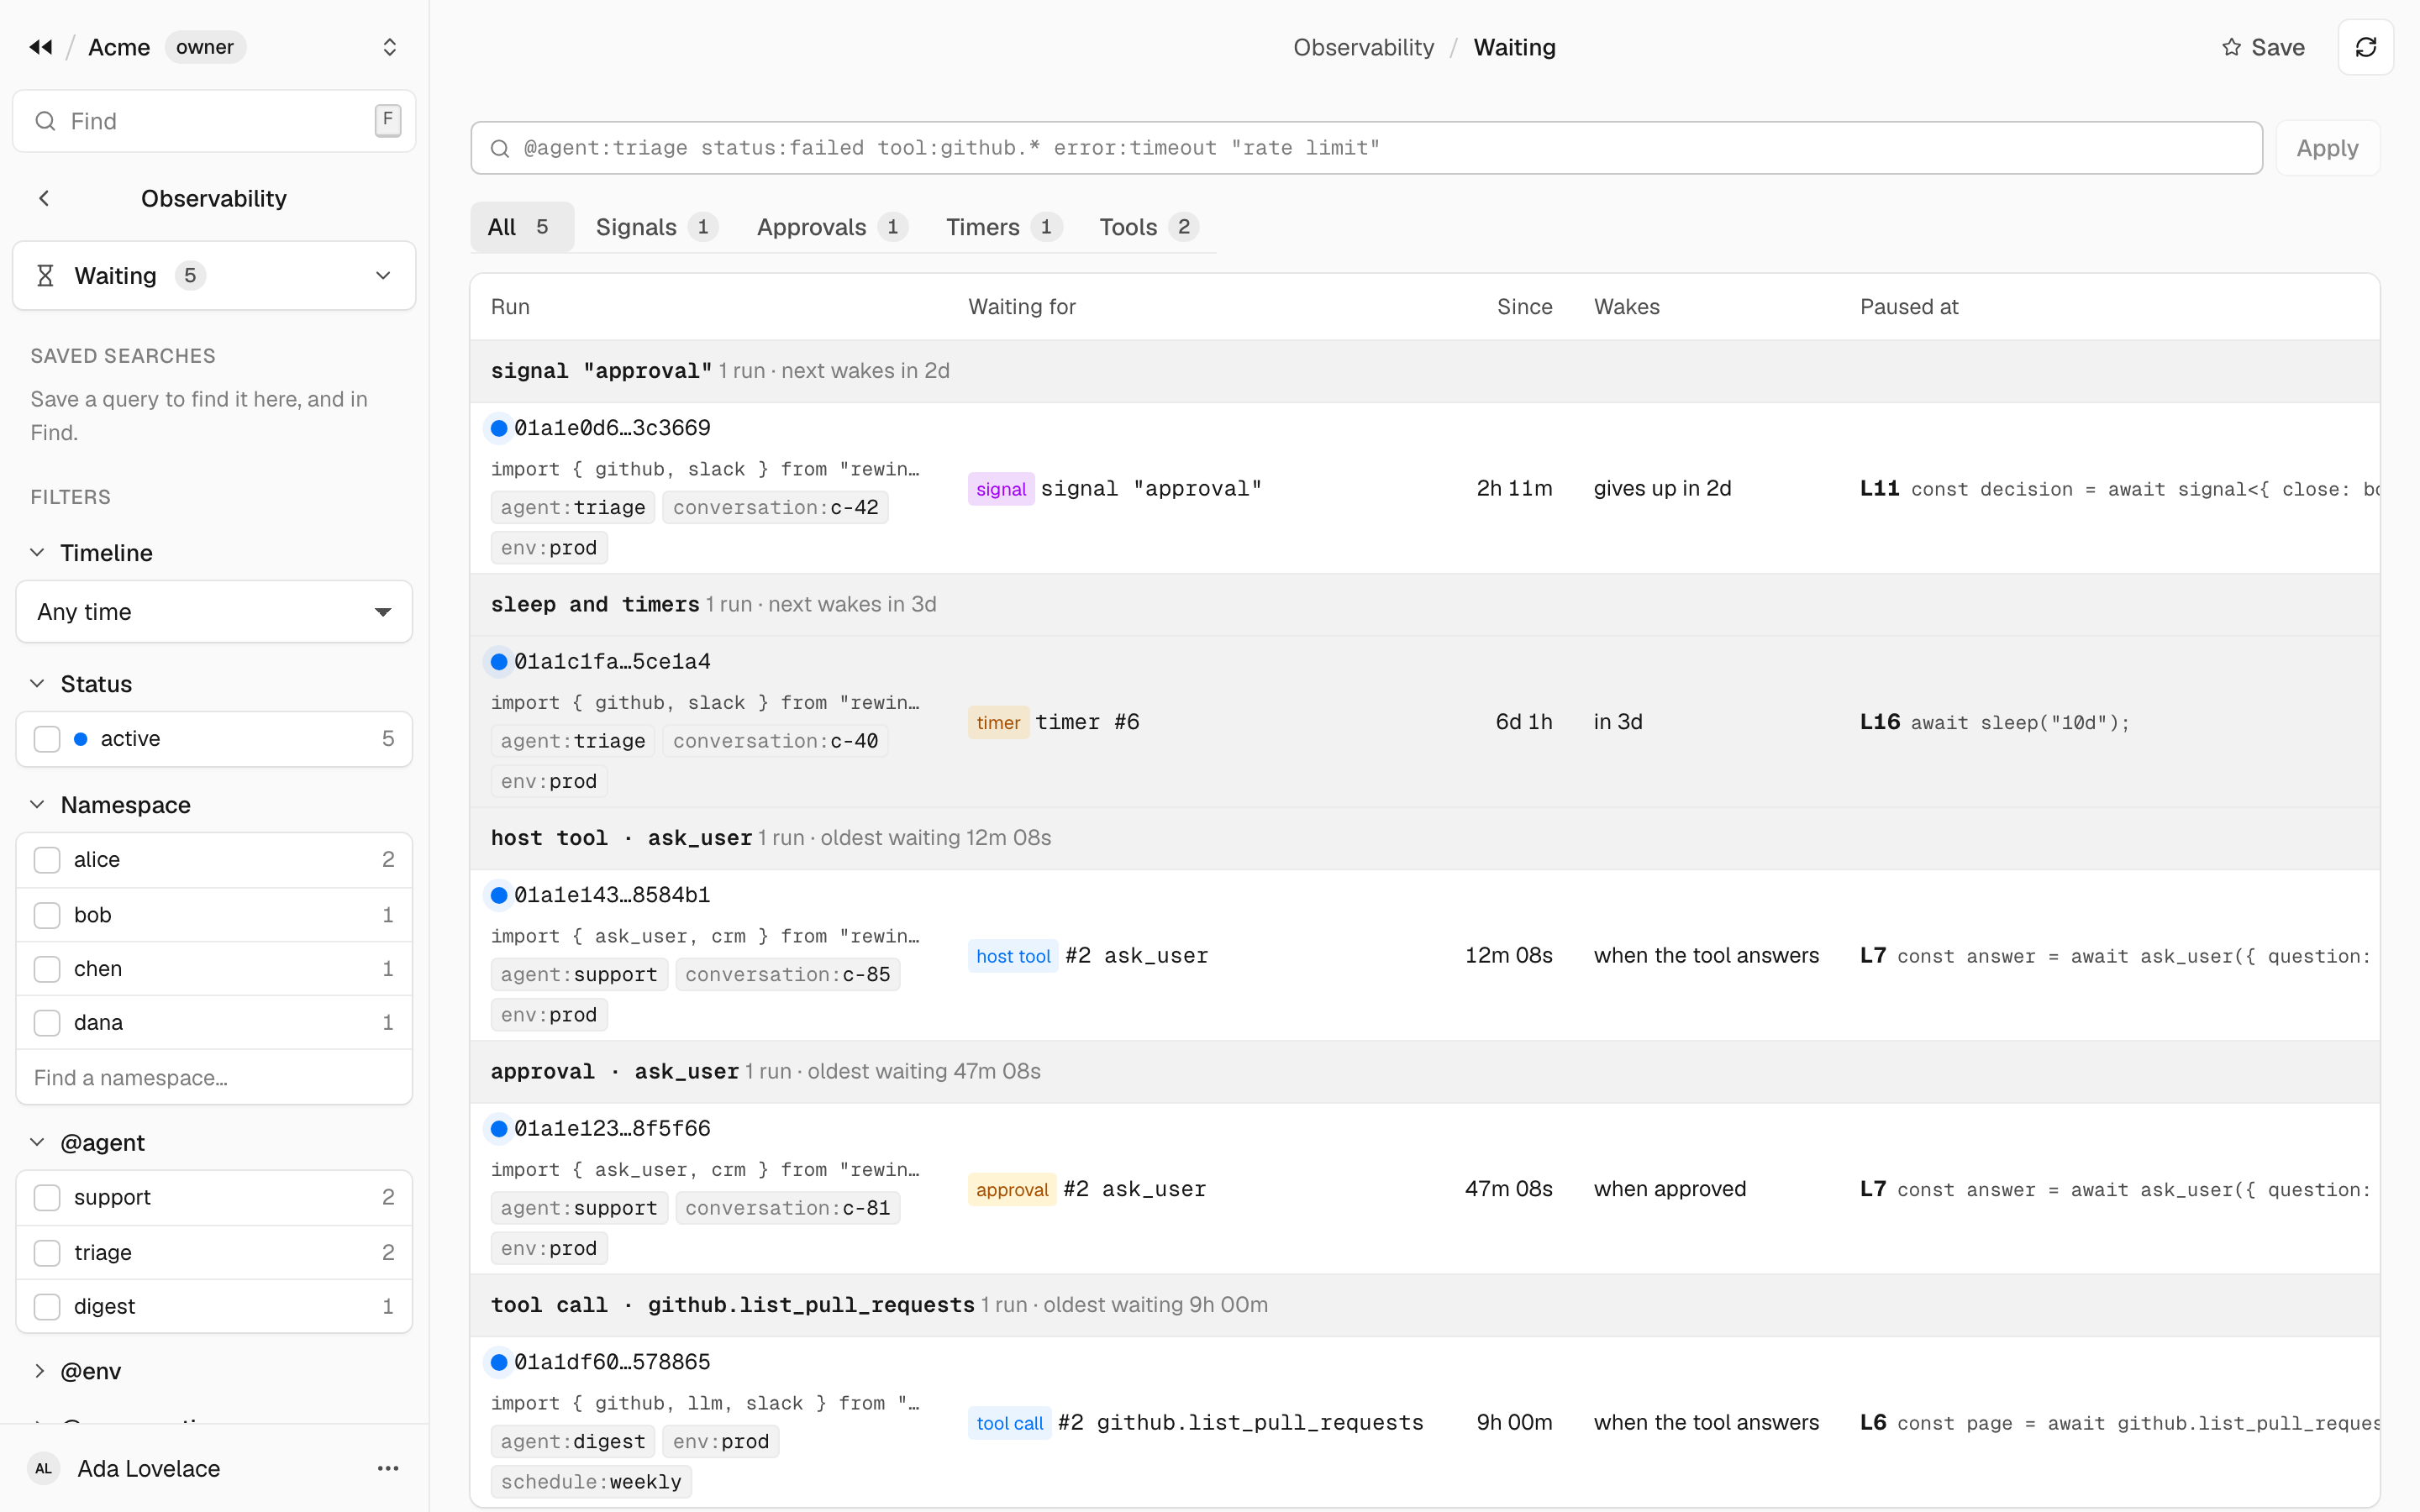 / Acme owner
Find F
Observability
Waiting 5
SAVED SEARCHES
Save a query to find it here, and in
Find.
FILTERS
Timeline
Any time
Status
active 5
Namespace
alice 2
bob 1
chen 1
dana 1
Find a namespace…
@agent
support 2
triage 2
digest 1
@env
AL Ada Lovelace
Observability / Waiting
Save
@agent:triage status:failed tool:github.* error:timeout "rate limit"
Apply
All 5 Signals 1 Approvals 1 Timers 1 Tools 2
Run Waiting for Since Wakes Paused at
signal "approval" 1 run · next wakes in 2d
01a1e0d6…3c3669
import { github, slack } from "rewin…
agent:triage conversation:c-42
env:prod
signal signal "approval" 2h 11m gives up in 2d L11 const decision = await signal<{ close: bo
sleep and timers 1 run · next wakes in 3d
01a1c1fa…5ce1a4
import { github, slack } from "rewin…
agent:triage conversation:c-40
env:prod
timer timer #6 6d 1h in 3d L16 await sleep("10d");
host tool · ask_user 1 run · oldest waiting 12m 08s
01a1e143…8584b1
import { ask_user, crm } from "rewin…
agent:support conversation:c-85
env:prod
host tool #2 ask_user 12m 08s when the tool answers L7 const answer = await ask_user({ question:
approval · ask_user 1 run · oldest waiting 47m 08s
01a1e123…8f5f66
import { ask_user, crm } from "rewin…
agent:support conversation:c-81
env:prod
approval #2 ask_user 47m 08s when approved L7 const answer = await ask_user({ question:
tool call · github.list_pull_requests 1 run · oldest waiting 9h 00m
01a1df60…578865
import { github, llm, slack } from "…
agent:digest env:prod
schedule:weekly
tool call #2 github.list_pull_requests 9h 00m when the tool answers L6 const page = await github.list_pull_reques